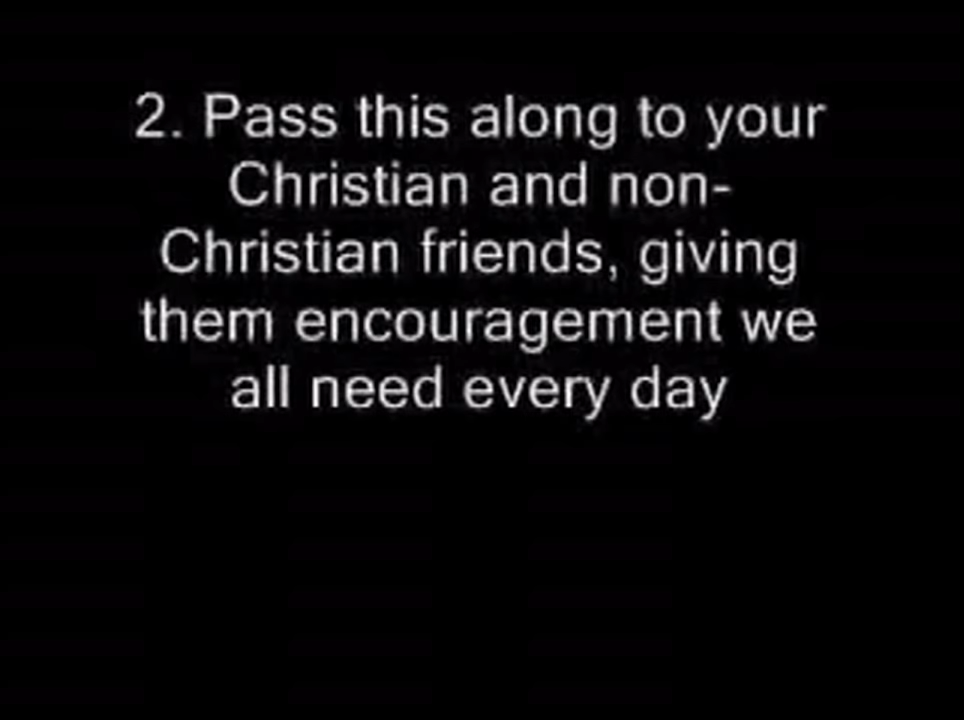 2. Pass this along to your
Christian and non-
Christian friends, giving
them encouragement we
all need every day